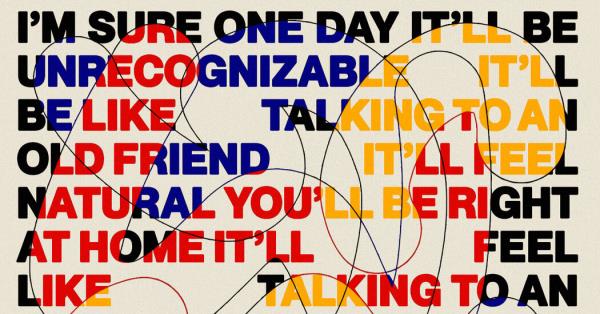 I'M SURE ONE DAY IT'LL BE
UNRECOGNIZABLE IT'LL
BE LIKE TALKING TO AN
OLD FRIEND IT'LL FEEL
NATURAL YOU'LL BE RIGHT
AT HOME IT'LL FEEL
LIKE TALKING TO AN